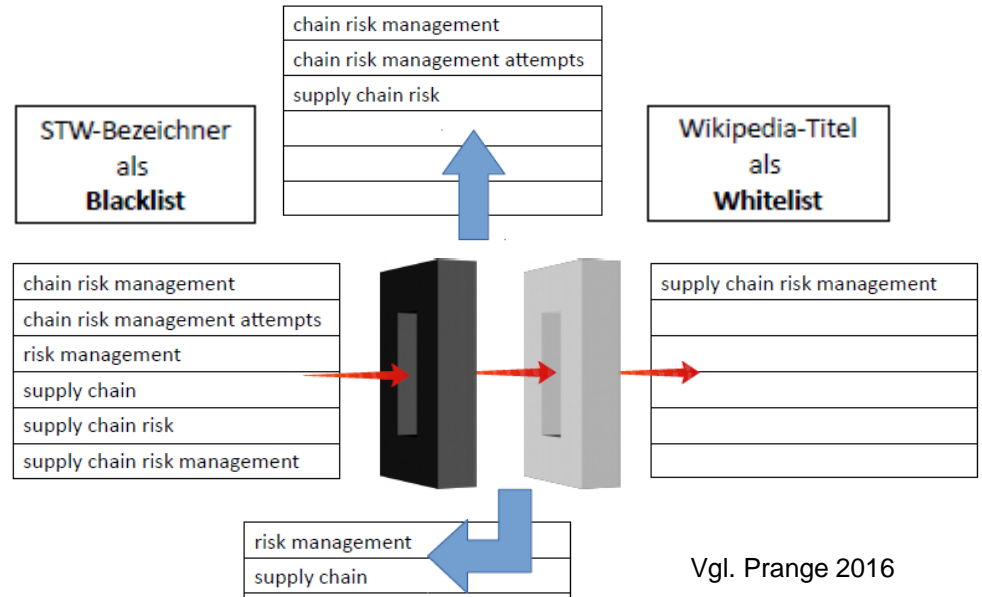 chain risk management
chain risk management attempts
supply chain risk
STW-Bezeichner
als
Blacklist
Wikipedia-Titel
als
Whitelist
chain risk management
chain risk management attempts
risk management
supply chain
supply chain risk
supply chain risk management
supply chain risk management
risk management
supply chain
Vgl. Prange 2016